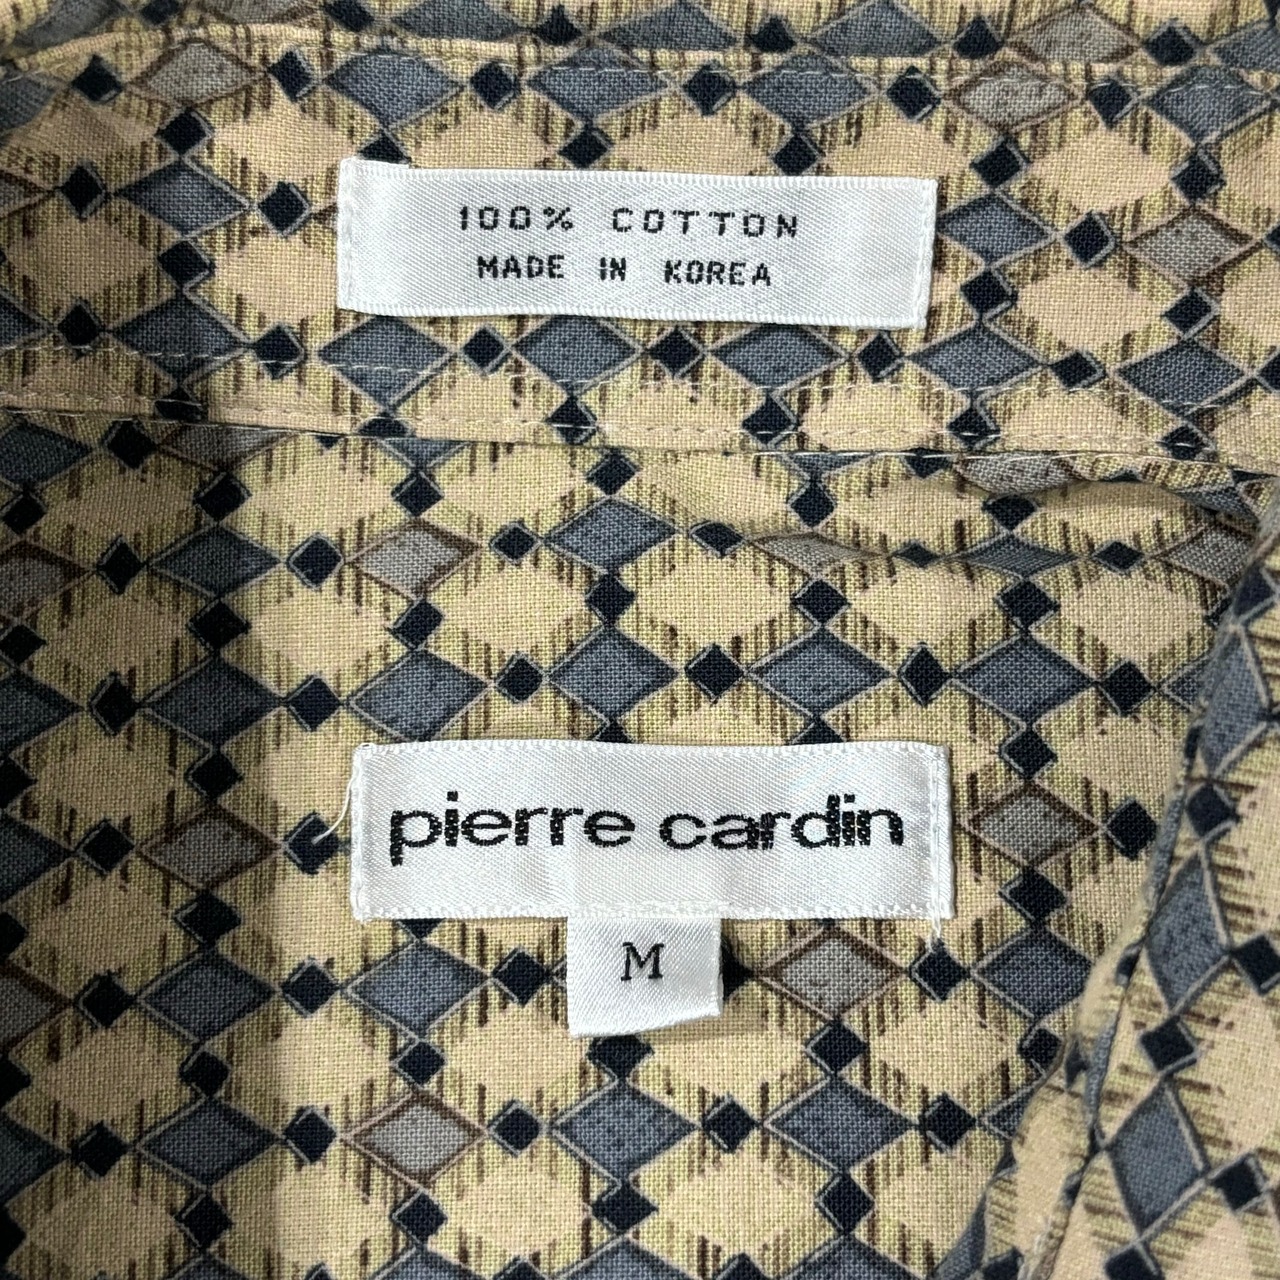 100% COTTON
MADE IN KOREA
pierre cardin
M